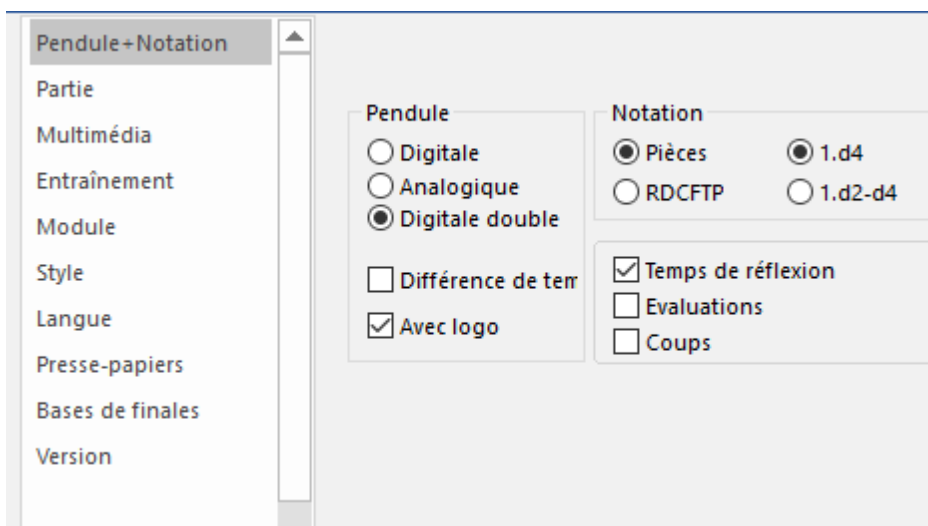 Pendule+Notation
Partie
Multimédia
Entraînement
Module
Style
Langue
Presse-papiers
Bases de finales
Version
Pendule
Digitale
Analogique
Digitale double
Différence de tem
Avec logo
Notation
Pièces 1.d4
RDCFTP 1.d2-d4
Temps de réflexion
Evaluations
Coups